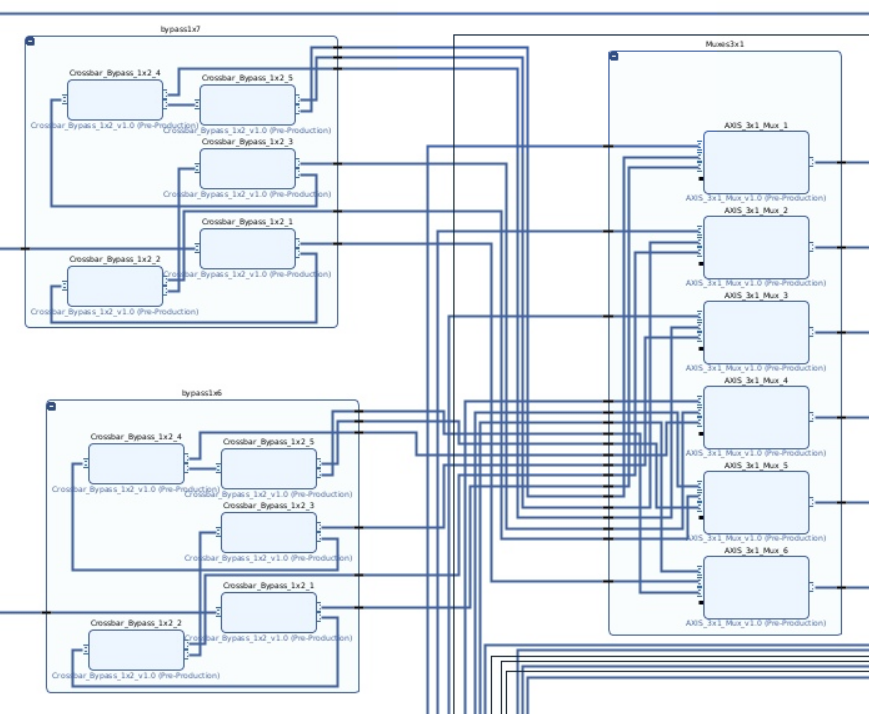 bypass1x7
Crossbar_Bypass_1x2_4
Crossbar_Bypass_1x2_5
Crossbar_Bypass_1x2_v1.0 (Pre-Production)
Crossbar_Bypass_1x2_v1.0 (Pre-Production)
Crossbar_Bypass_1x2_3
Crossbar_Bypass_1x2_v1.0 (Pre-Production)
Crossbar_Bypass_1x2_1
Crossbar_Bypass_1x2_2
Crossbar_Bypass_1x2_v1.0 (Pre-Production)
Crossbar_Bypass_1x2_v1.0 (Pre-Production)
bypass1x6
Crossbar_Bypass_1x2_4
Crossbar_Bypass_1x2_5
Crossbar_Bypass_1x2_v1.0 (Pre-Production)
Crossbar_Bypass_1x2_v1.0 (Pre-Production)
Crossbar_Bypass_1x2_3
Crossbar_Bypass_1x2_v1.0 (Pre-Production)
Crossbar_Bypass_1x2_1
Crossbar_Bypass_1x2_2
Crossbar_Bypass_1x2_v1.0 (Pre-Production)
Crossbar_Bypass_1x2_v1.0 (Pre-Production)
Muxes3x1
AXIS_3x1_Mux_1
AXIS_3x1_Mux_v1.0 (Pre-Production)
AXIS_3x1_Mux_2
AXIS_3x1_Mux_v1.0 (Pre-Production)
AXIS_3x1_Mux_3
AXIS_3x1_Mux_v1.0 (Pre-Production)
AXIS_3x1_Mux_4
AXIS_3x1_Mux_v1.0 (Pre-Production)
AXIS_3x1_Mux_5
AXIS_3x1_Mux_v1.0 (Pre-Production)
AXIS_3x1_Mux_6
AXIS_3x1_Mux_v1.0 (Pre-Production)